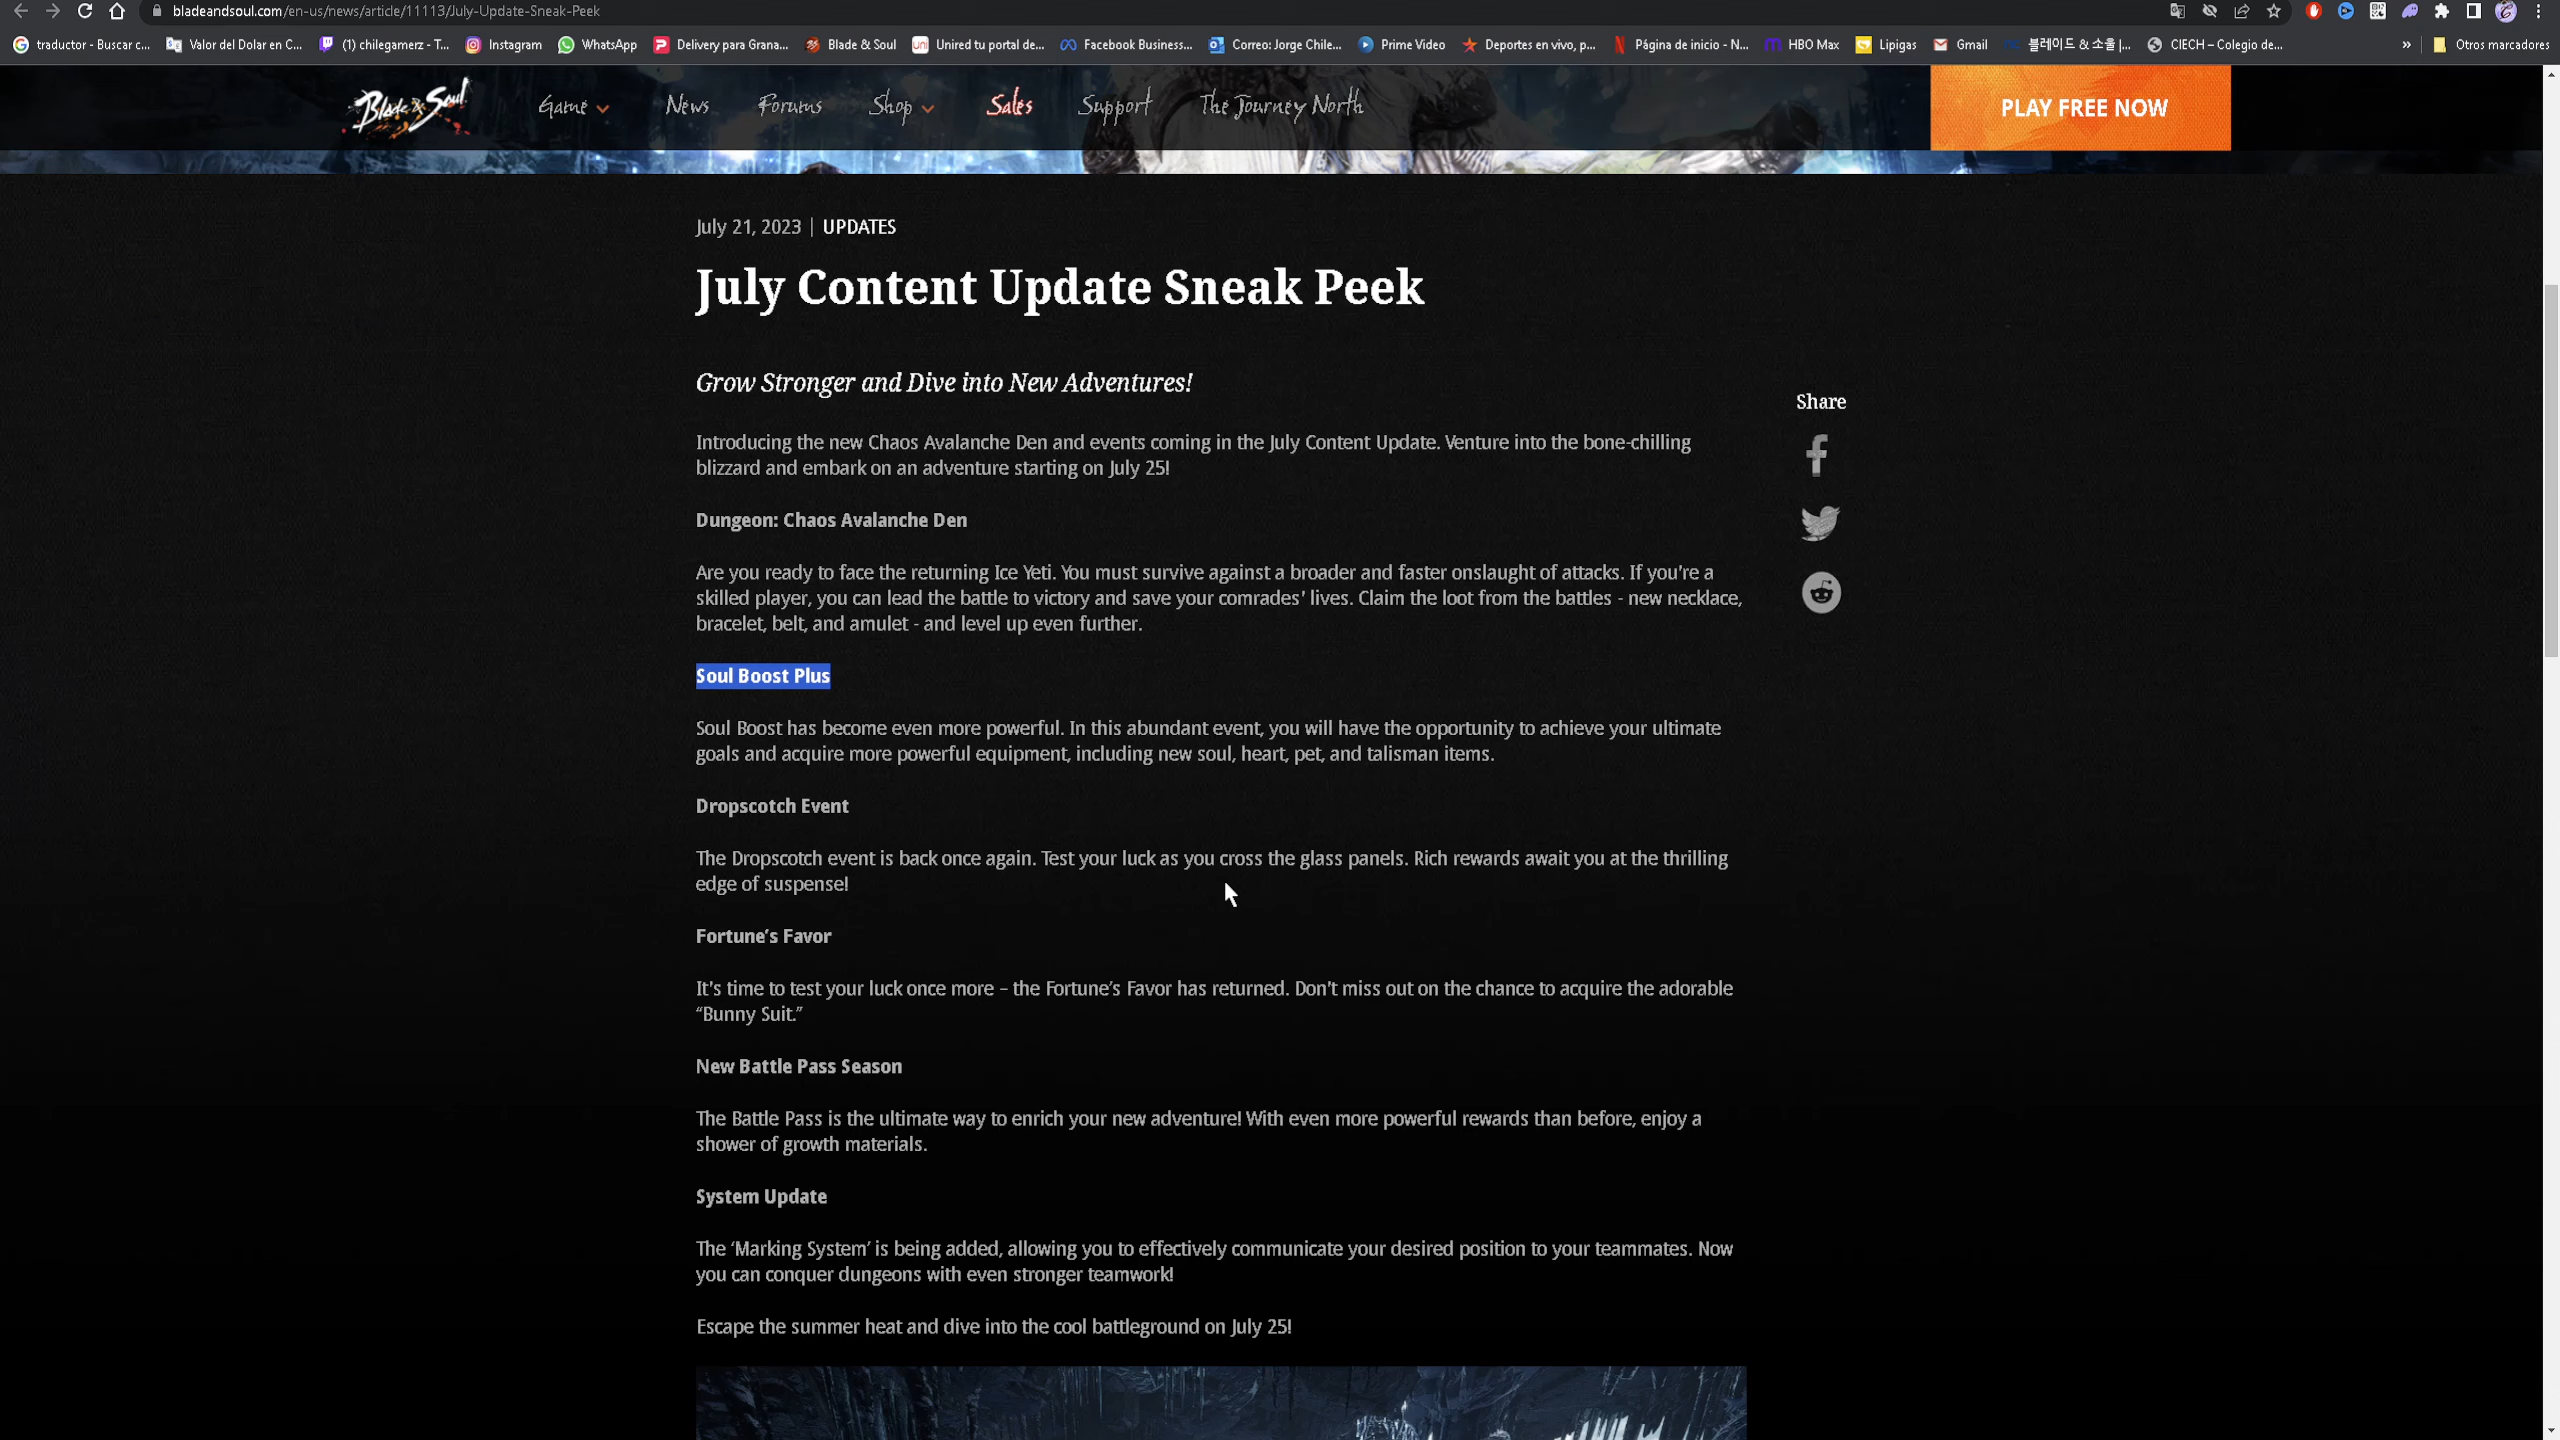 bladeandsoul.com/en-us/news/article/11113/July-Update-Sneak-Peek
traductor - Buscar c... Valor del Dolar en C... (1) chilegamerz - T... Instagram WhatsApp Delivery para Grana... Blade & Soul Unired tu portal de... Facebook Business... Correo: Jorge Chile... Prime Video Deportes en vivo, p... Página de inicio - N... HBO Max Lipigas Gmail 블레이드 & 소울 |... CIECH – Colegio de... » Otros marcadores
Blade & Soul Game News Forums Shop Sales Support The Journey North PLAY FREE NOW
July 21, 2023 | UPDATES
July Content Update Sneak Peek
Grow Stronger and Dive into New Adventures!
Share
Introducing the new Chaos Avalanche Den and events coming in the July Content Update. Venture into the bone-chilling
blizzard and embark on an adventure starting on July 25!
Dungeon: Chaos Avalanche Den
Are you ready to face the returning Ice Yeti. You must survive against a broader and faster onslaught of attacks. If you're a
skilled player, you can lead the battle to victory and save your comrades' lives. Claim the loot from the battles - new necklace,
bracelet, belt, and amulet - and level up even further.
Soul Boost Plus
Soul Boost has become even more powerful. In this abundant event, you will have the opportunity to achieve your ultimate
goals and acquire more powerful equipment, including new soul, heart, pet, and talisman items.
Dropscotch Event
The Dropscotch event is back once again. Test your luck as you cross the glass panels. Rich rewards await you at the thrilling
edge of suspense!
Fortune's Favor
It's time to test your luck once more – the Fortune's Favor has returned. Don't miss out on the chance to acquire the adorable
“Bunny Suit.”
New Battle Pass Season
The Battle Pass is the ultimate way to enrich your new adventure! With even more powerful rewards than before, enjoy a
shower of growth materials.
System Update
The ‘Marking System’ is being added, allowing you to effectively communicate your desired position to your teammates. Now
you can conquer dungeons with even stronger teamwork!
Escape the summer heat and dive into the cool battleground on July 25!